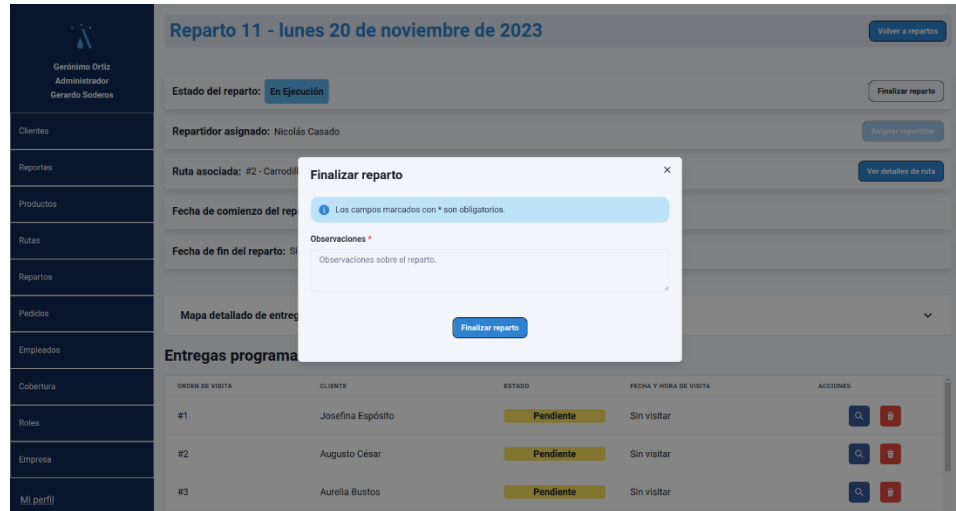 Gerónimo Ortiz
Administrador
Gerardo Soderos
Clientes
Reportes
Productos
Rutas
Repartos
Pedidos
Empleados
Cobertura
Roles
Empresa
Mi perfil
Reparto 11 - lunes 20 de noviembre de 2023
Volver a repartos
Estado del reparto: En Ejecución
Finalizar reparto
Repartidor asignado: Nicolás Casado
Asignar repartidor
Ruta asociada: #2 - Carrodil
Ver detalles de ruta
Fecha de comienzo del rep
Fecha de fin del reparto: Si
Finalizar reparto
Los campos marcados con * son obligatorios.
Observaciones *
Observaciones sobre el reparto.
Finalizar reparto
Mapa detallado de entreg
Entregas programa
ORDEN DE VISITA CLIENTE ESTADO FECHA Y HORA DE VISITA ACCIONES
#1 Josefina Espósito Pendiente Sin visitar
#2 Augusto César Pendiente Sin visitar
#3 Aurelia Bustos Pendiente Sin visitar